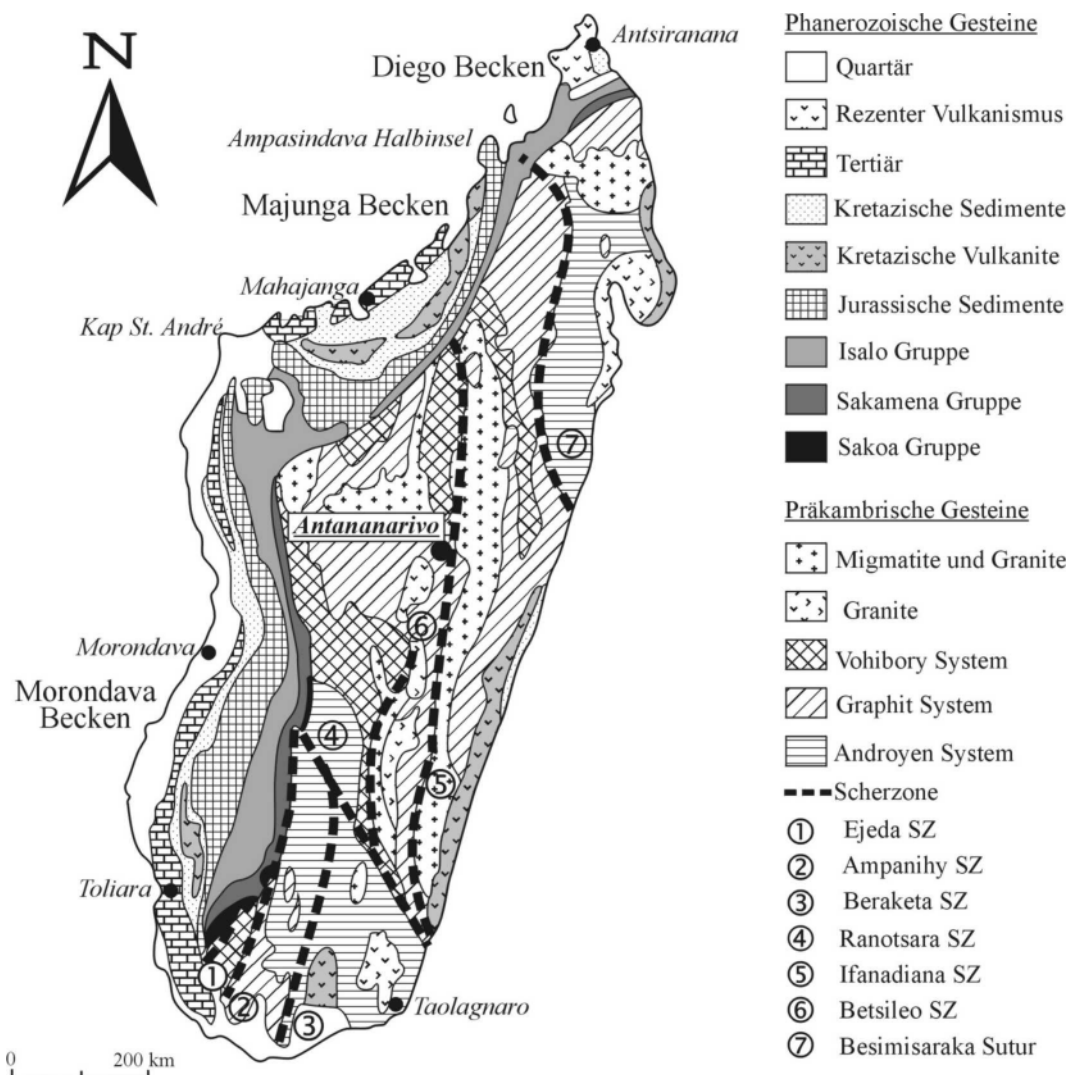 N
Antsiranana
Diego Becken
Ampasindava Halbinsel
Majunga Becken
Mahajanga
Kap St. André
Antananarivo
Morondava
Morondava
Becken
Toliara
Taolagnaro
7
6
4
5
1
2
3
0 200 km
Phanerozoische Gesteine
Quartär
Rezenter Vulkanismus
Tertiär
Kretazische Sedimente
Kretazische Vulkanite
Jurassische Sedimente
Isalo Gruppe
Sakamena Gruppe
Sakoa Gruppe
Präkambrische Gesteine
Migmatite und Granite
Granite
Vohibory System
Graphit System
Androyen System
Scherzone
① Ejeda SZ
② Ampanihy SZ
③ Beraketa SZ
④ Ranotsara SZ
⑤ Ifanadiana SZ
⑥ Betsileo SZ
⑦ Besimisaraka Sutur